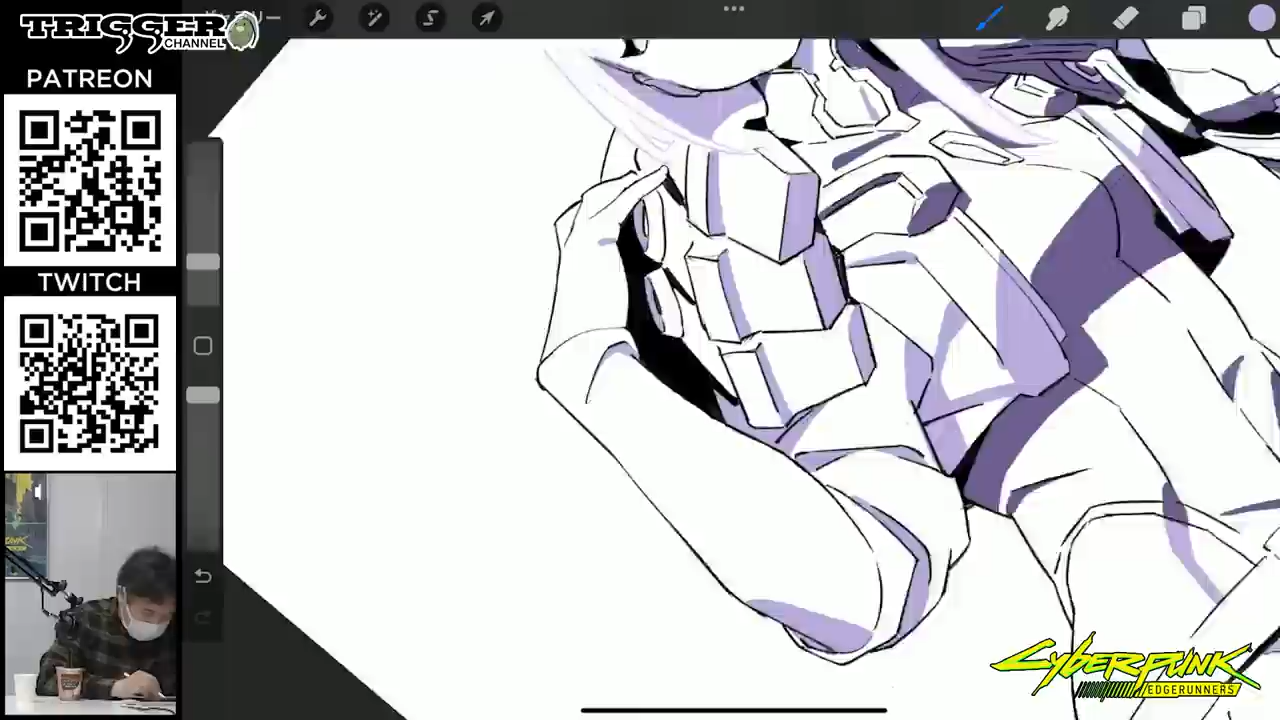 TRIGGER
CHANNEL
PATREON
TWITCH
CYBERPUNK
EDGERUNNERS